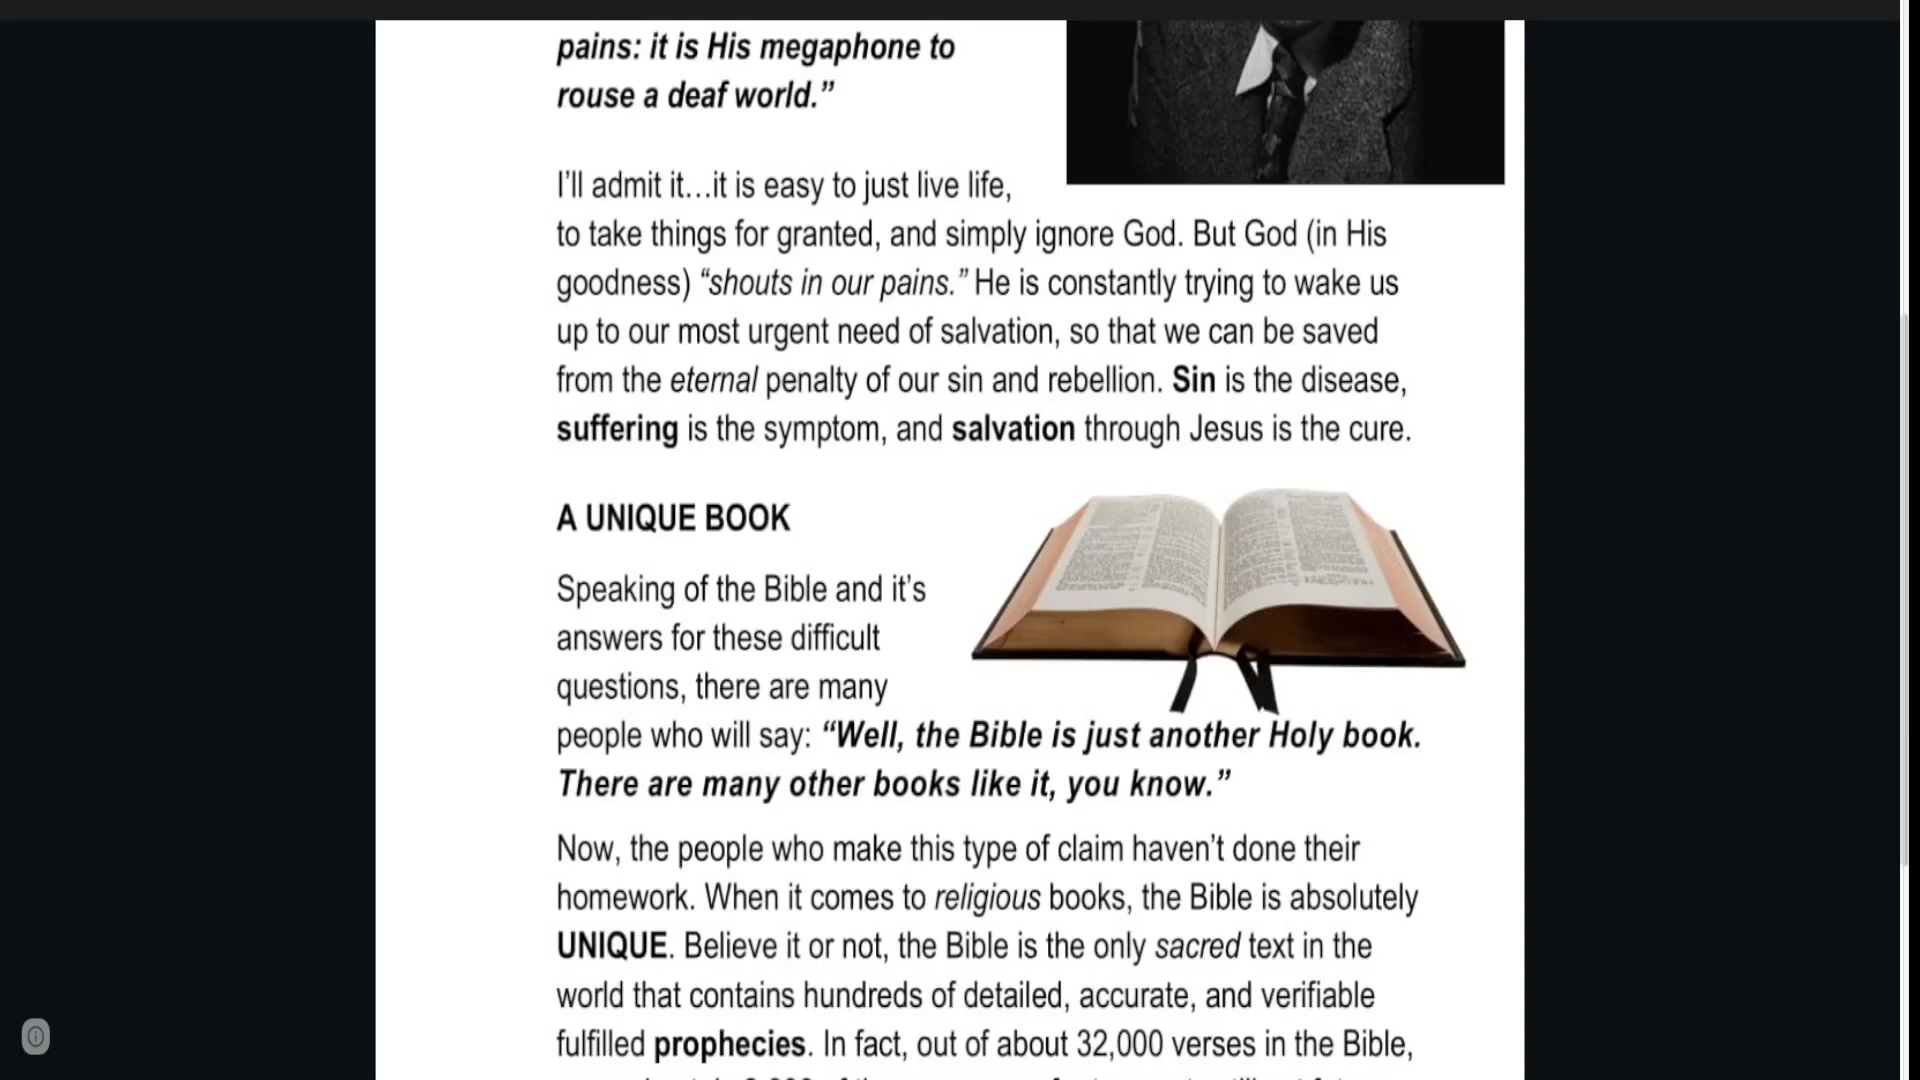 pains: it is His megaphone to
rouse a deaf world.”
I’ll admit it…it is easy to just live life,
to take things for granted, and simply ignore God. But God (in His
goodness) “shouts in our pains.” He is constantly trying to wake us
up to our most urgent need of salvation, so that we can be saved
from the eternal penalty of our sin and rebellion. Sin is the disease,
suffering is the symptom, and salvation through Jesus is the cure.
A UNIQUE BOOK
Speaking of the Bible and it’s
answers for these difficult
questions, there are many
people who will say: “Well, the Bible is just another Holy book.
There are many other books like it, you know.”
Now, the people who make this type of claim haven’t done their
homework. When it comes to religious books, the Bible is absolutely
UNIQUE. Believe it or not, the Bible is the only sacred text in the
world that contains hundreds of detailed, accurate, and verifiable
fulfilled prophecies. In fact, out of about 32,000 verses in the Bible,